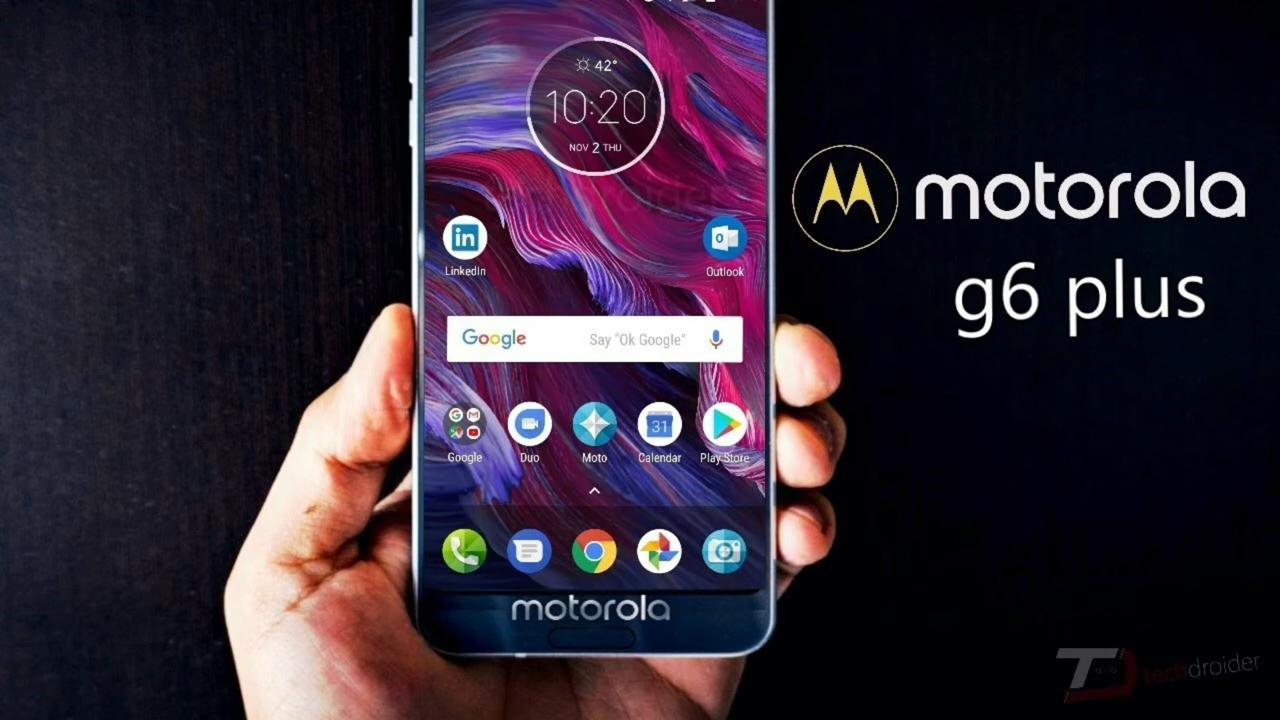 42°
10:20
NOV 2 THU
LinkedIn
Outlook
Google
Say "Ok Google"
31
Google
Duo
Moto
Calendar
Play Store
motorola
motorola
g6 plus
techdroider